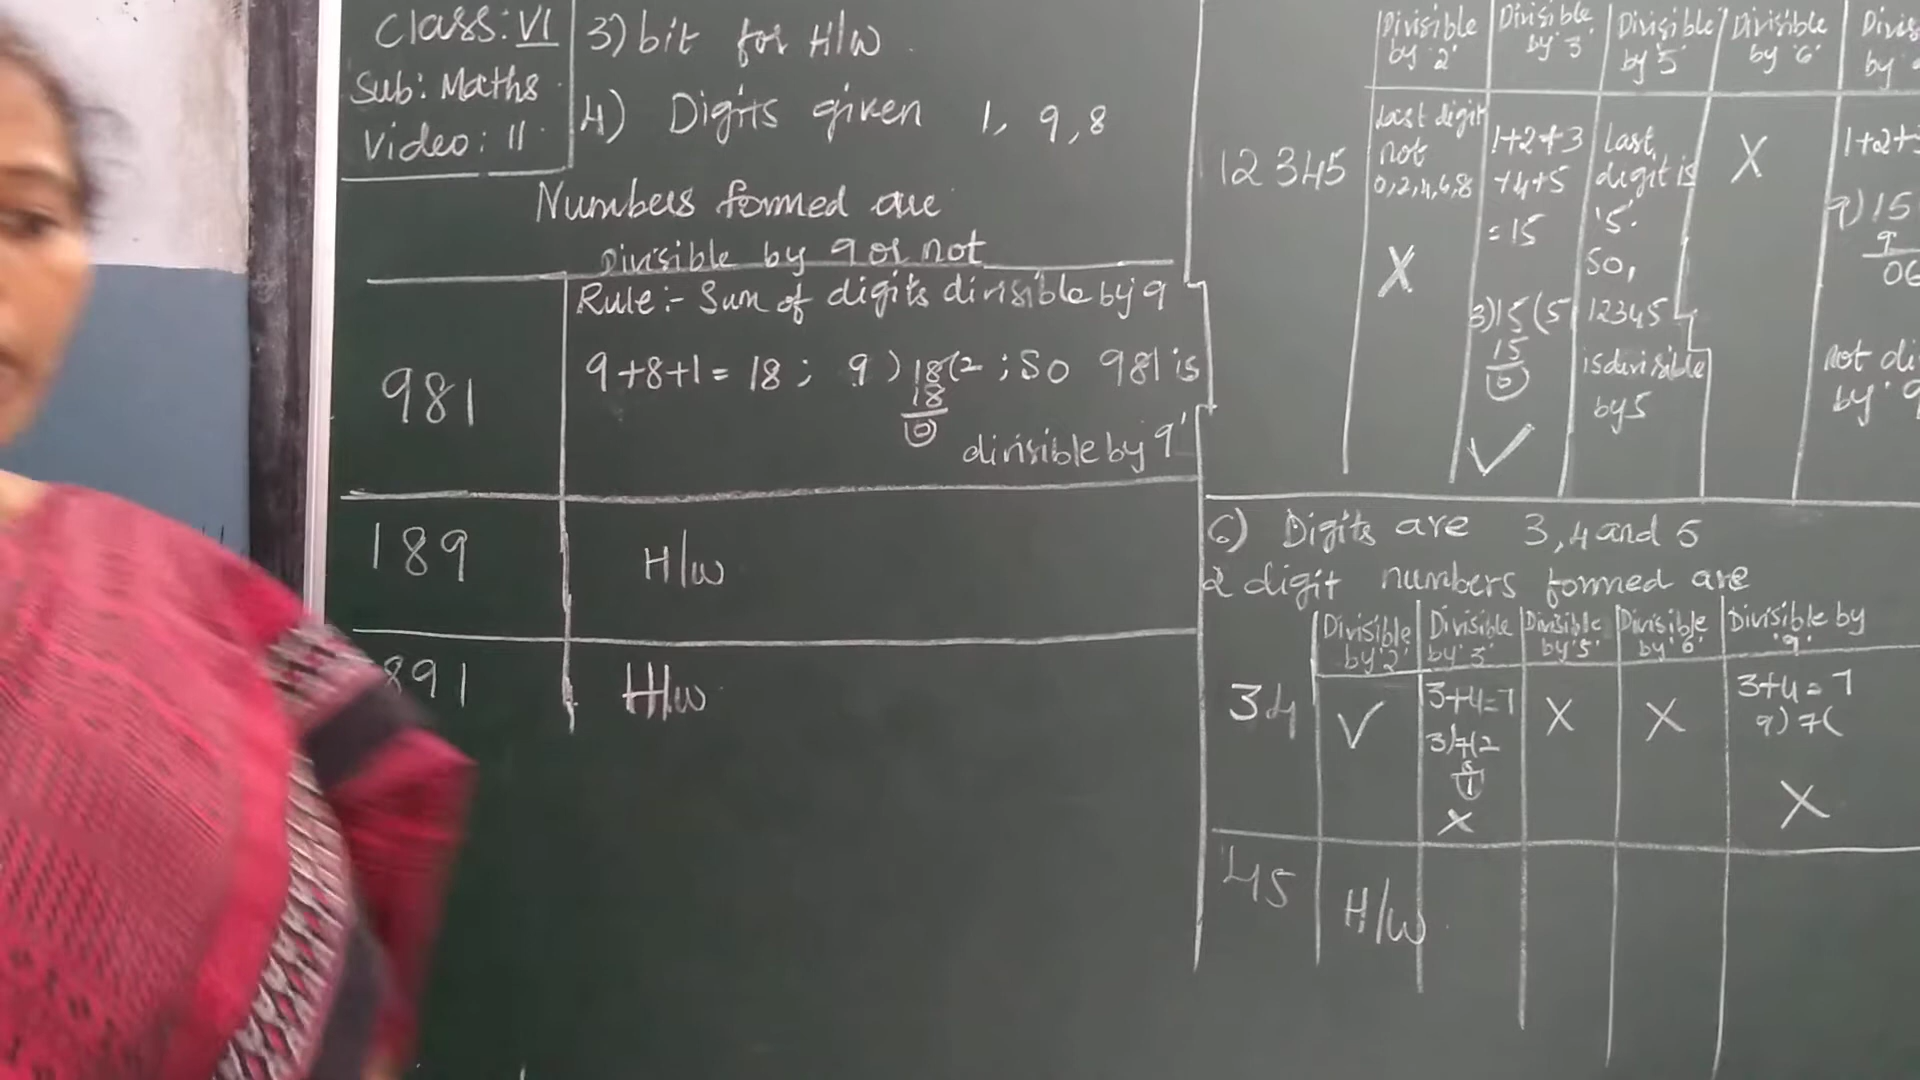 Class: VI
Sub: Maths
Video: 11
3) bit for H/W
4) Digits given 1, 9, 8
Numbers formed are
Divisible by 9 or not
Rule:- Sum of digits divisible by 9
981
9+8+1 = 18 ; 9 ) 18 ( 2 ; So 981 is
18
0
divisible by 9
189
H/W
891
H/W
Divisible by '2'
Divisible by '3'
Divisible by '5'
Divisible by '6'
by
12345
Last digit
not
0,2,4,6,8
X
1+2+3
+4+5
= 15
3)15(5
15
0
✓
last
digit is
'5'.
So,
12345
is divisible
by 5
X
1+2+3
9)15
9
06
not di
by 9
6) Digits are 3, 4 and 5
2 digit numbers formed are
Divisible by '2'
Divisible by '3'
Divisible by '5'
Divisible by '6'
Divisible by '9'
34
✓
3+4=7
3)7(2
6
1
X
X
X
3+4=7
9)7(
X
45
H/W